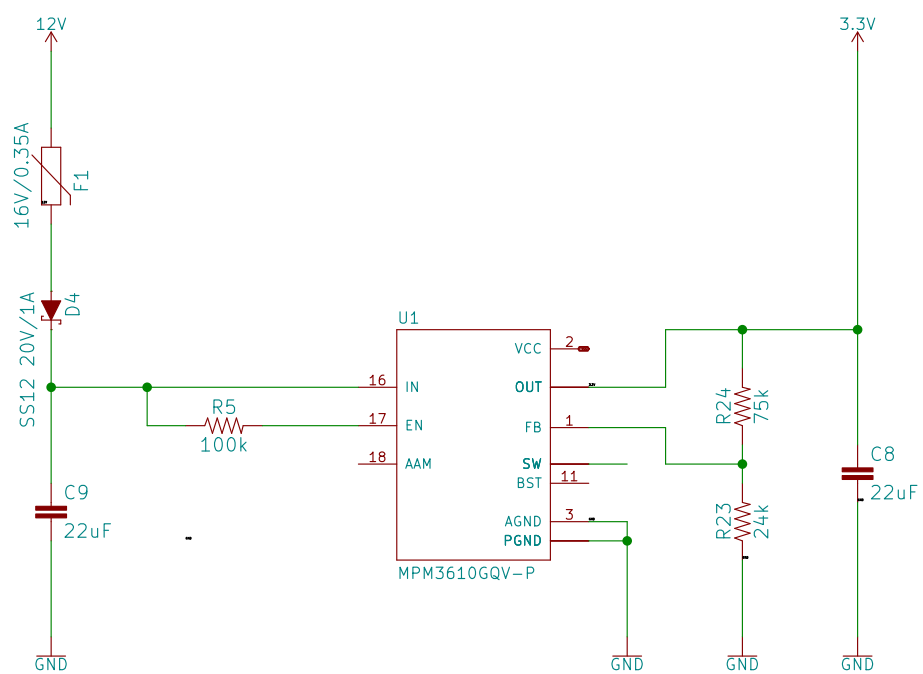 12V
3.3V
16V/0.35A
F1
SS12 20V/1A
D4
U1
VCC
2
16
IN
OUT
R5
100k
17
EN
FB
1
R24
75k
18
AAM
SW
BST
11
C9
22uF
AGND
3
PGND
R23
24k
C8
22uF
MPM3610GQV-P
GND
GND
GND
GND